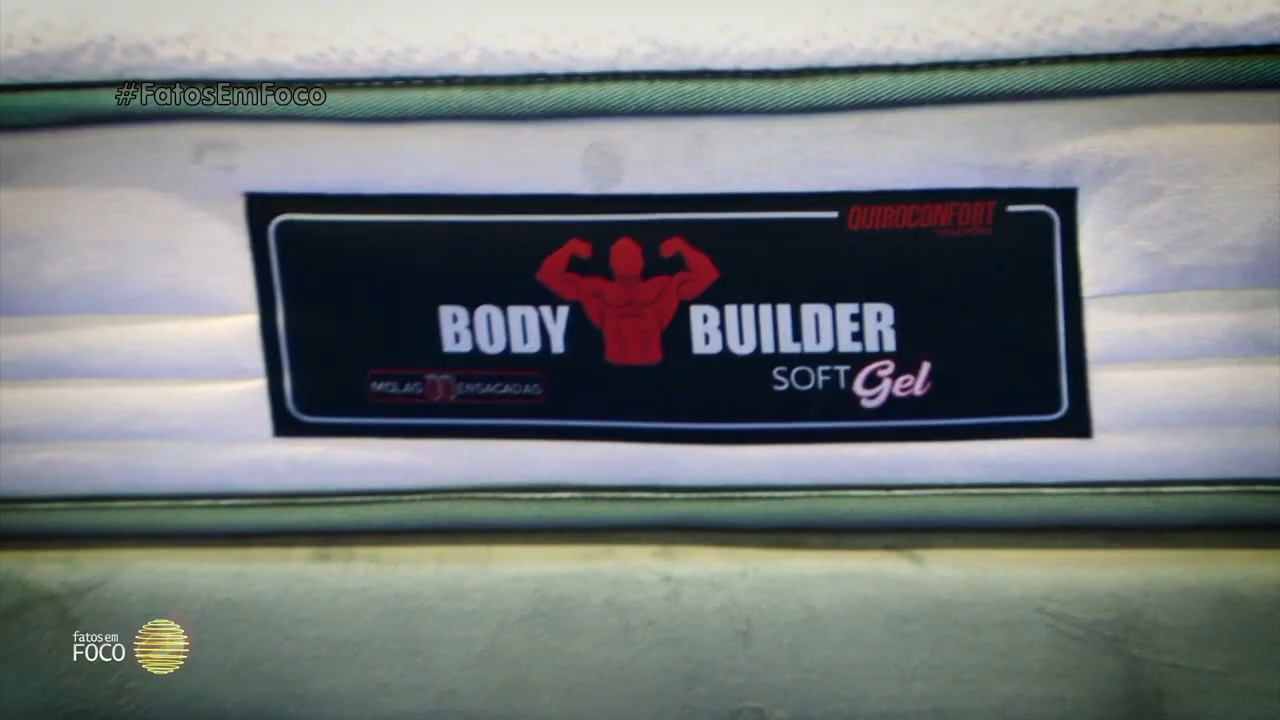 #FatosEmFoco
QUIROCONFORT
BODY BUILDER
SOFT Gel
MOLAS ENSACADAS
fatos em
FOCO